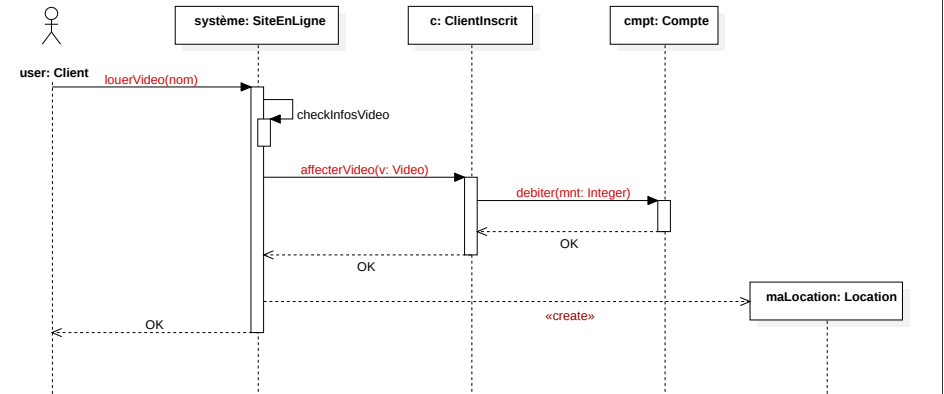 système: SiteEnLigne
c: ClientInscrit
cmpt: Compte
user: Client
louerVideo(nom)
checkInfosVideo
affecterVideo(v: Video)
debiter(mnt: Integer)
OK
OK
maLocation: Location
«create»
OK